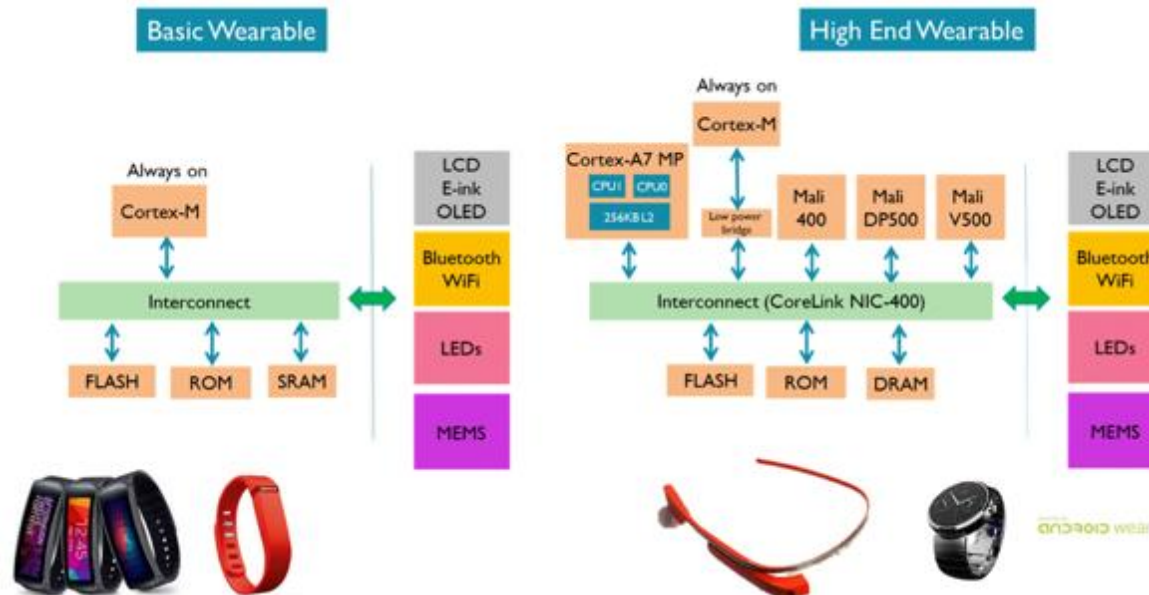 Basic Wearable
Always on
Cortex-M
Interconnect
FLASH
ROM
SRAM
LCD
E-ink
OLED
Bluetooth
WiFi
LEDs
MEMS
12:45
High End Wearable
Always on
Cortex-M
Cortex-A7 MP
CPU1
CPU0
256KB L2
Low power
bridge
Mali
400
Mali
DP500
Mali
V500
Interconnect (CoreLink NIC-400)
FLASH
ROM
DRAM
LCD
E-ink
OLED
Bluetooth
WiFi
LEDs
MEMS
android wear